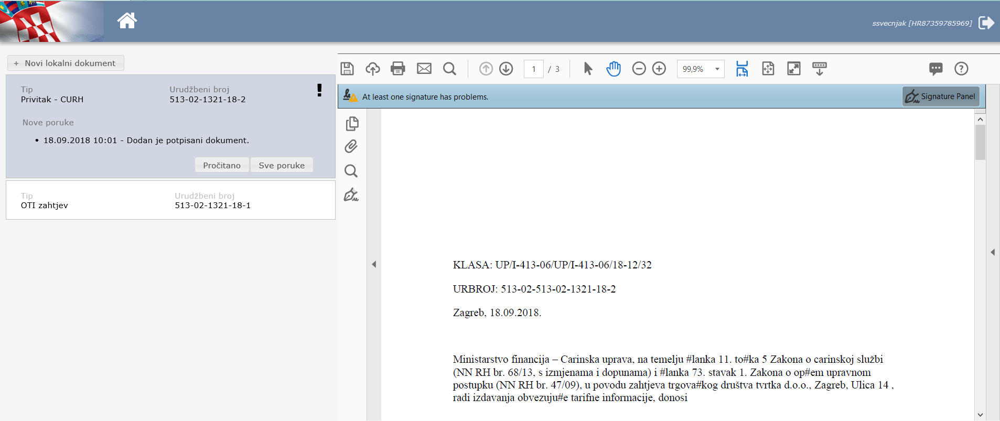 ssvecnjak [HR87359785969]
+ Novi lokalni dokument
Tip
Urudžbeni broj
Privitak - CURH
513-02-1321-18-2
Nove poruke
• 18.09.2018 10:01 - Dodan je potpisani dokument.
Pročitano
Sve poruke
Tip
Urudžbeni broj
OTI zahtjev
513-02-1321-18-1
1 / 3
99,9%
At least one signature has problems.
Signature Panel
KLASA: UP/I-413-06/UP/I-413-06/18-12/32
URBROJ: 513-02-513-02-1321-18-2
Zagreb, 18.09.2018.
Ministarstvo financija – Carinska uprava, na temelju #lanka 11. to#ka 5 Zakona o carinskoj službi
(NN RH br. 68/13, s izmjenama i dopunama) i #lanka 73. stavak 1. Zakona o op#em upravnom
postupku (NN RH br. 47/09), u povodu zahtjeva trgova#kog društva tvrtka d.o.o., Zagreb, Ulica 14 ,
radi izdavanja obvezuju#e tarifne informacije, donosi